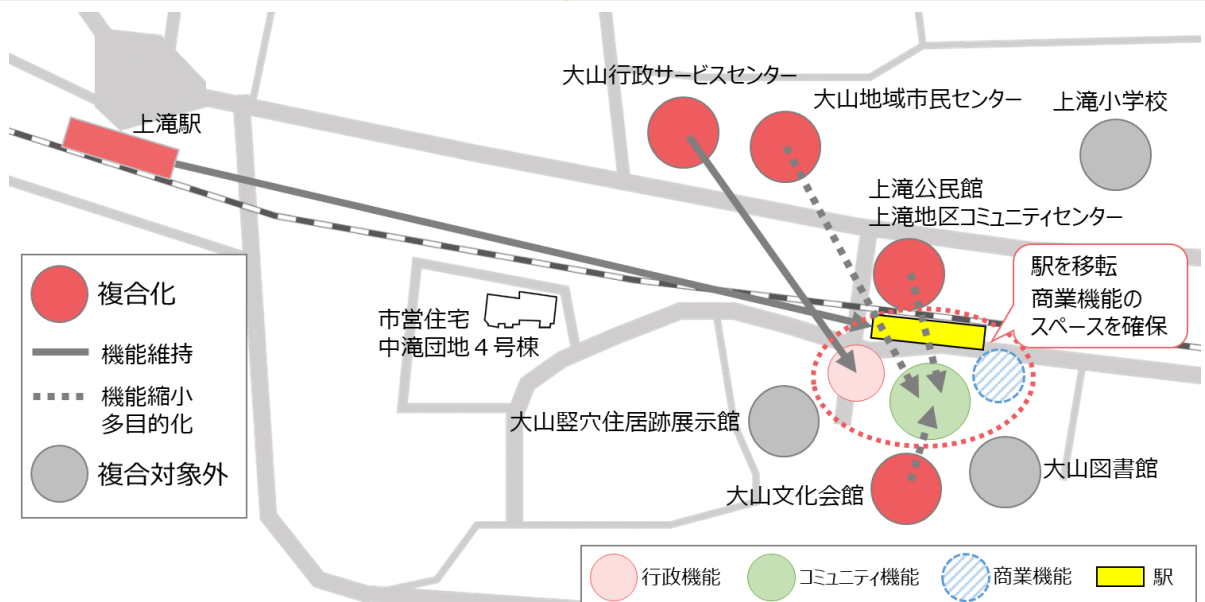 大山行政サービスセンター
大山地域市民センター
上滝小学校
上滝駅
上滝公民館
上滝地区コミュニティセンター
駅を移転
商業機能の
スペースを確保
複合化
機能維持
機能縮小
多目的化
複合対象外
市営住宅
中滝団地４号棟
大山竪穴住居跡展示館
大山文化会館
大山図書館
行政機能
コミュニティ機能
商業機能
駅